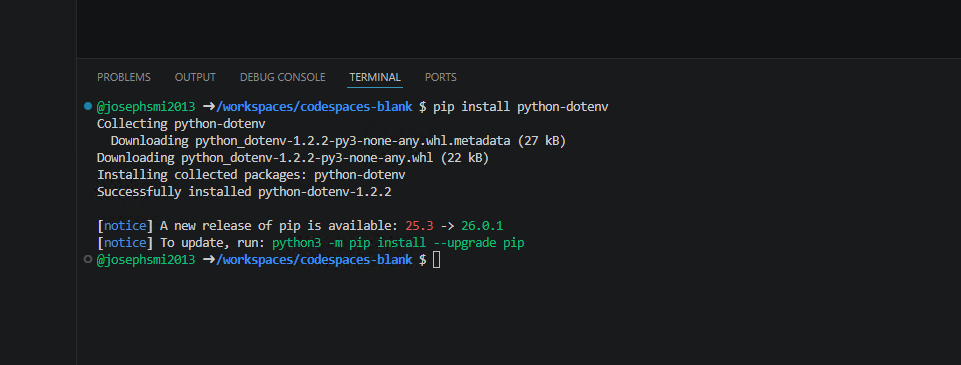 PROBLEMS OUTPUT DEBUG CONSOLE TERMINAL PORTS
@josephsmi2013 ➜/workspaces/codespaces-blank $ pip install python-dotenv
Collecting python-dotenv
  Downloading python_dotenv-1.2.2-py3-none-any.whl.metadata (27 kB)
Downloading python_dotenv-1.2.2-py3-none-any.whl (22 kB)
Installing collected packages: python-dotenv
Successfully installed python-dotenv-1.2.2

[notice] A new release of pip is available: 25.3 -> 26.0.1
[notice] To update, run: python3 -m pip install --upgrade pip
@josephsmi2013 ➜/workspaces/codespaces-blank $